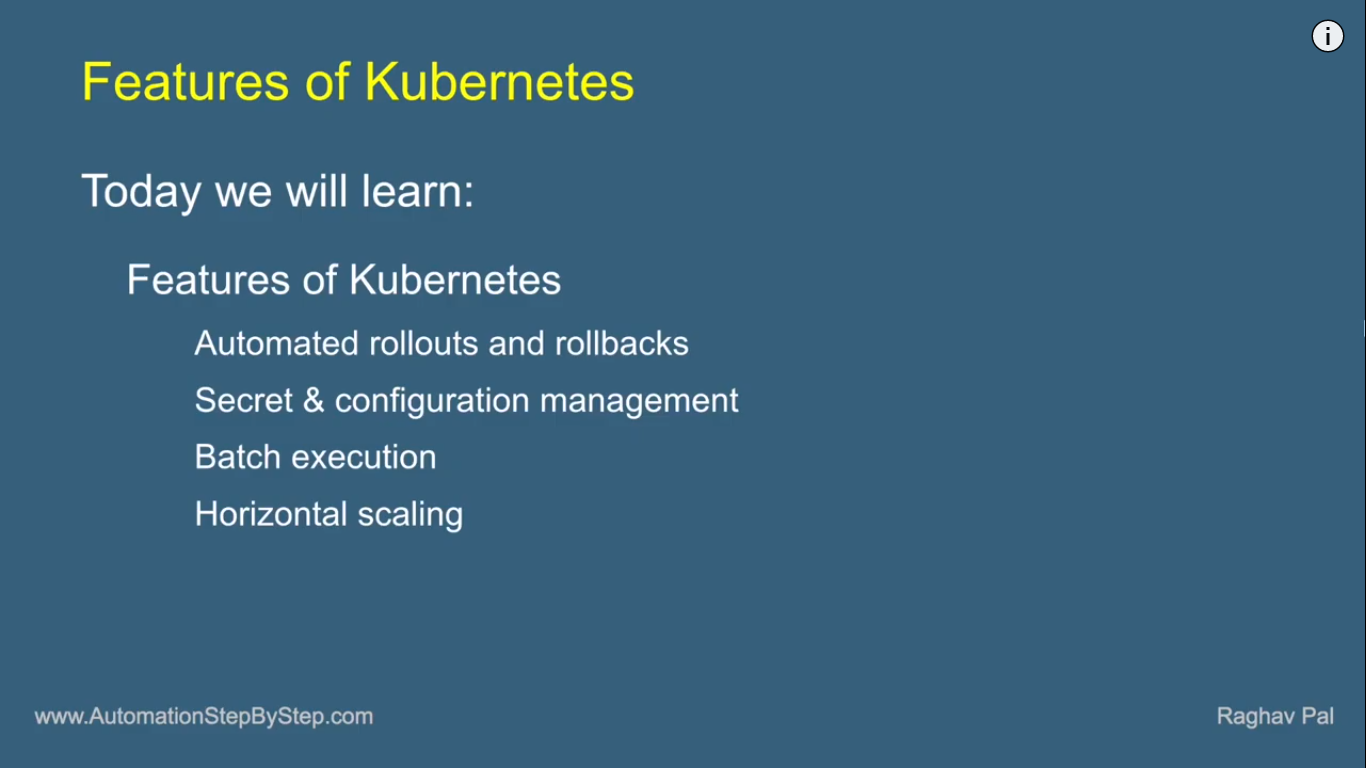 Features of Kubernetes
i
Today we will learn:
Features of Kubernetes
Automated rollouts and rollbacks
Secret & configuration management
Batch execution
Horizontal scaling
www.AutomationStepByStep.com
Raghav Pal